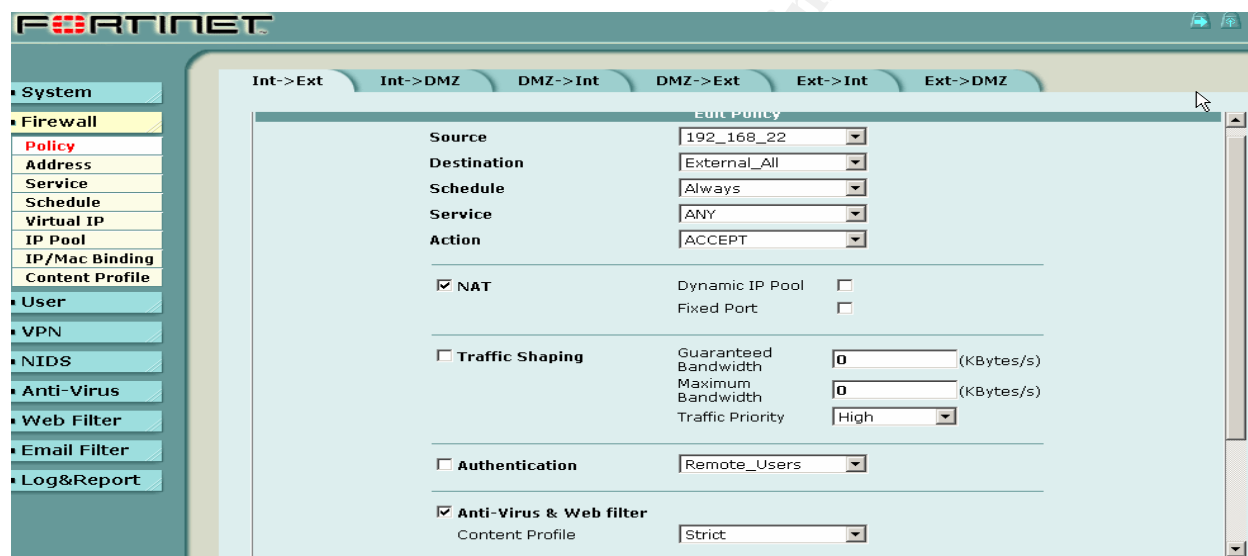 FORTINET
Int->Ext Int->DMZ DMZ->Int DMZ->Ext Ext->Int Ext->DMZ
System
Firewall
Policy
Address
Service
Schedule
Virtual IP
IP Pool
IP/Mac Binding
Content Profile
User
VPN
NIDS
Anti-Virus
Web Filter
Email Filter
Log&Report
Edit Policy
Source 192_168_22
Destination External_All
Schedule Always
Service ANY
Action ACCEPT
NAT Dynamic IP Pool
Fixed Port
Traffic Shaping Guaranteed Bandwidth 0 (KBytes/s)
Maximum Bandwidth 0 (KBytes/s)
Traffic Priority High
Authentication Remote_Users
Anti-Virus & Web filter
Content Profile Strict